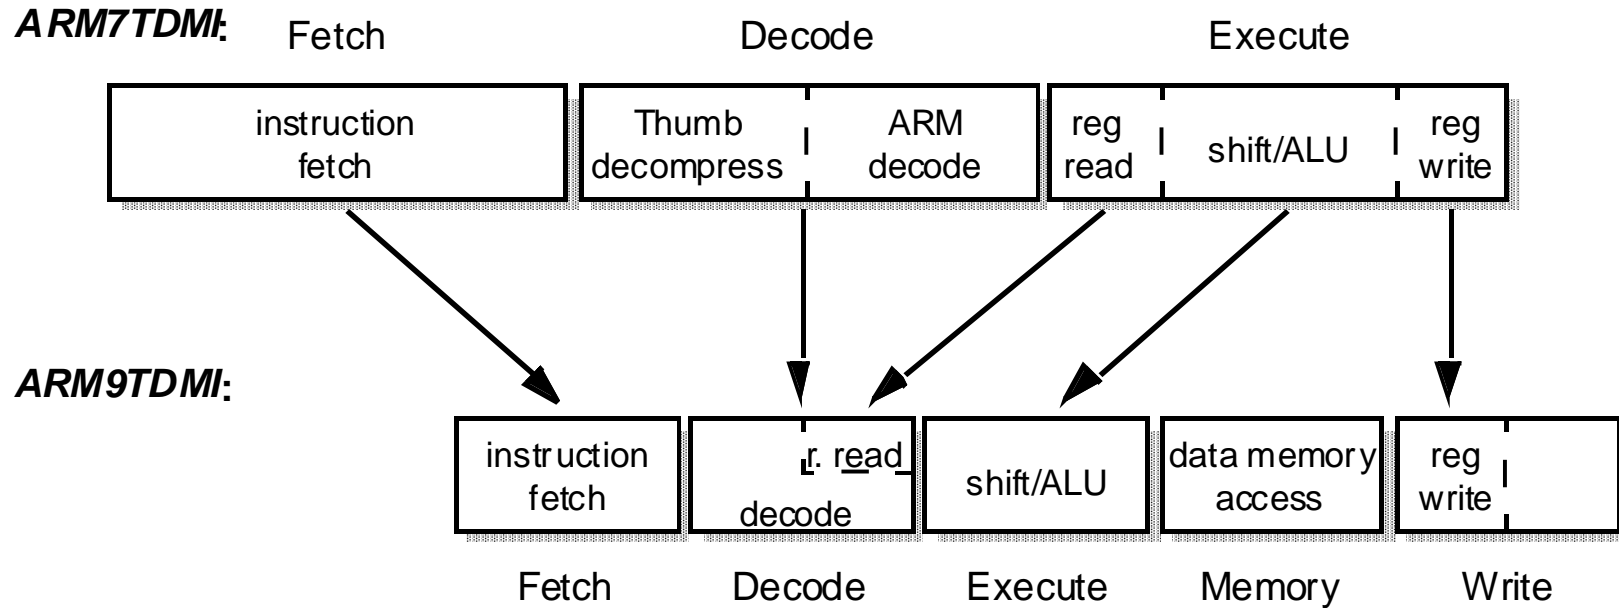 ARM7TDMI:
Fetch Decode Execute
instruction fetch
Thumb decompress
ARM decode
reg read
shift/ALU
reg write
ARM9TDMI:
instruction fetch
r. read
decode
shift/ALU
data memory access
reg write
Fetch Decode Execute Memory Write